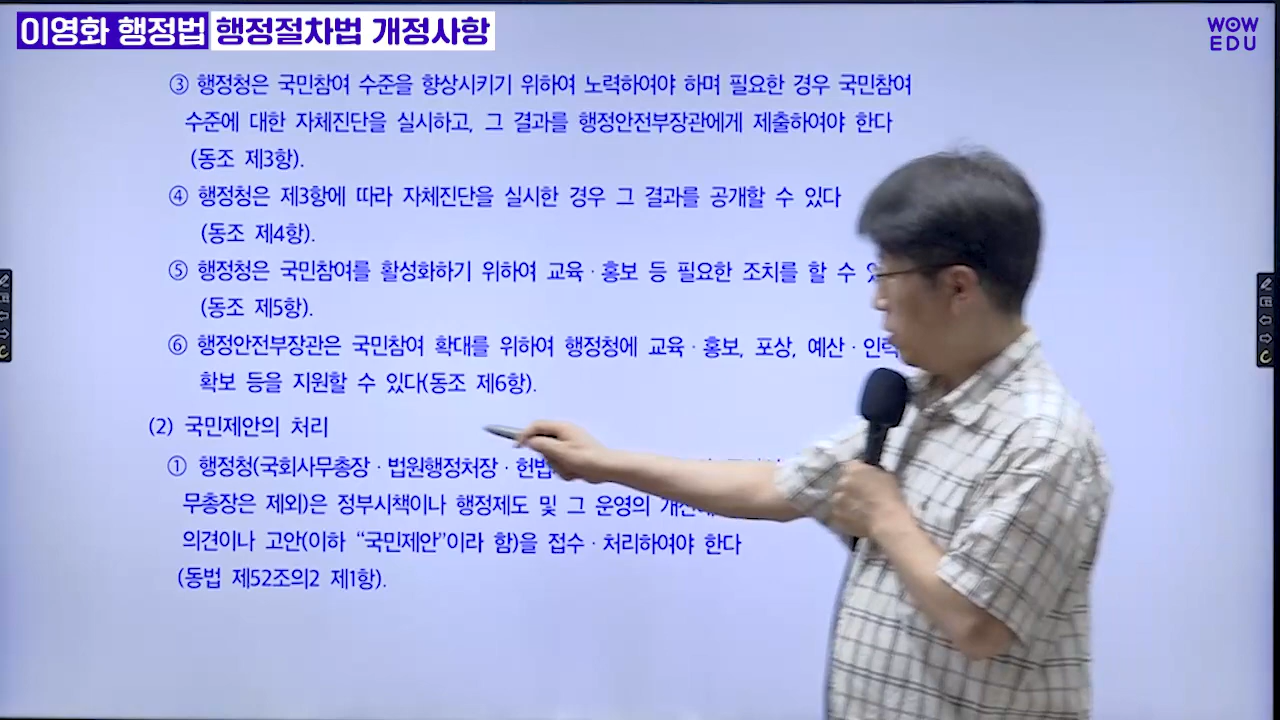 이영화 행정법 행정절차법 개정사항
WOW
EDU
③ 행정청은 국민참여 수준을 향상시키기 위하여 노력하여야 하며 필요한 경우 국민참여
수준에 대한 자체진단을 실시하고, 그 결과를 행정안전부장관에게 제출하여야 한다
(동조 제3항).
④ 행정청은 제3항에 따라 자체진단을 실시한 경우 그 결과를 공개할 수 있다
(동조 제4항).
⑤ 행정청은 국민참여를 활성화하기 위하여 교육·홍보 등 필요한 조치를 할 수
(동조 제5항).
⑥ 행정안전부장관은 국민참여 확대를 위하여 행정청에 교육·홍보, 포상, 예산·인력
확보 등을 지원할 수 있다(동조 제6항).
(2) 국민제안의 처리
① 행정청(국회사무총장·법원행정처장·
무총장은 제외)은 정부시책이나 행정제도 및 그 운영의
의견이나 고안(이하 “국민제안”이라 함)을 접수·처리하여야 한다
(동법 제52조의2 제1항).